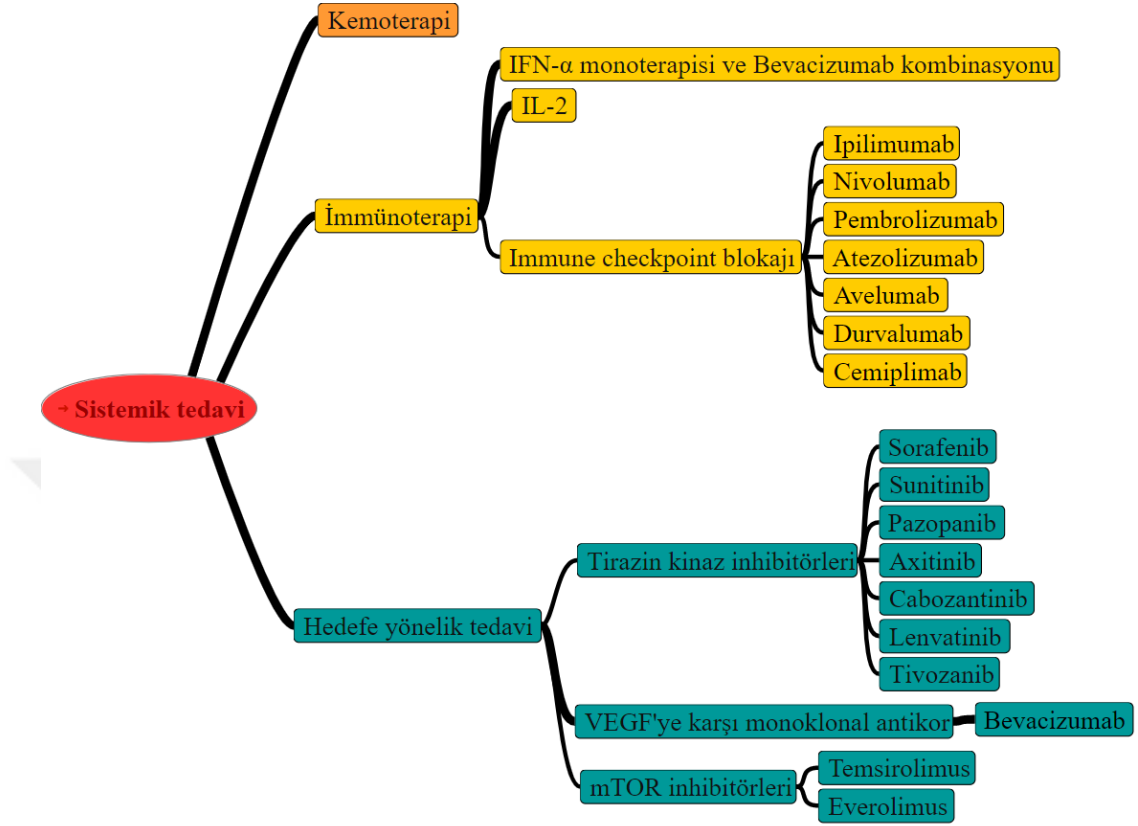 Kemoterapi
IFN-α monoterapisi ve Bevacizumab kombinasyonu
IL-2
İmmünoterapi
Immune checkpoint blokajı
Ipilimumab
Nivolumab
Pembrolizumab
Atezolizumab
Avelumab
Durvalumab
Cemiplimab
→ Sistemik tedavi
Hedefe yönelik tedavi
Tirazin kinaz inhibitörleri
Sorafenib
Sunitinib
Pazopanib
Axitinib
Cabozantinib
Lenvatinib
Tivozanib
VEGF'ye karşı monoklonal antikor
Bevacizumab
mTOR inhibitörleri
Temsirolimus
Everolimus